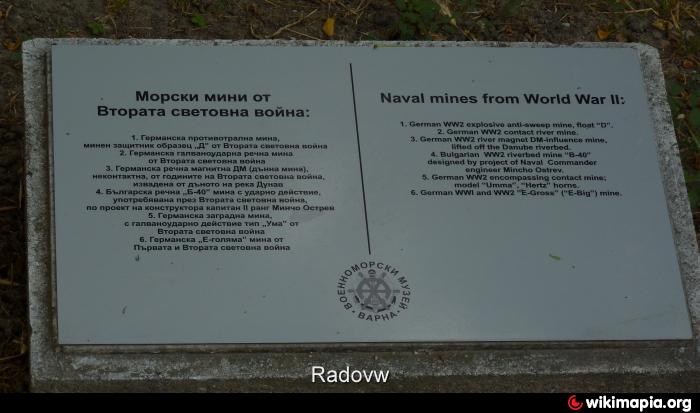 Морски мини от
Втората световна война:
1. Германска противотрална мина,
минен защитник образец „Д” от Втората световна война
2. Германска галваноударна речна мина
от Втората световна война
3. Германска речна магнитна ДМ (дънна мина),
неконтактна, от годините на Втората световна война,
извадена от дъното на река Дунав
4. Българска речна „Б-40” мина с ударно действие,
употребявана през Втората световна война,
по проект на конструктора капитан II ранг Минчо Острев
5. Германска заградна мина,
с галваноударно действие тип „Ума” от
Втората световна война
6. Германска „Е-голяма” мина от
Първата и Втората световна война
Naval mines from World War II:
1. German WW2 explosive anti-sweep mine, float "D".
2. German WW2 contact river mine.
3. German WW2 river magnet DM-influence mine,
lifted off the Danube riverbed.
4. Bulgarian WW2 riverbed mine "B-40"
designed by project of Naval Commander
engineer Mincho Ostrev.
5. German WW2 encompassing contact mine;
model "Umma", "Hertz" horns.
6. German WWI and WW2 "E-Gross" ("E-Big") mine.
ВОЕННОМОРСКИ МУЗЕЙ
• ВАРНА •
Radovw
wikimapia.org